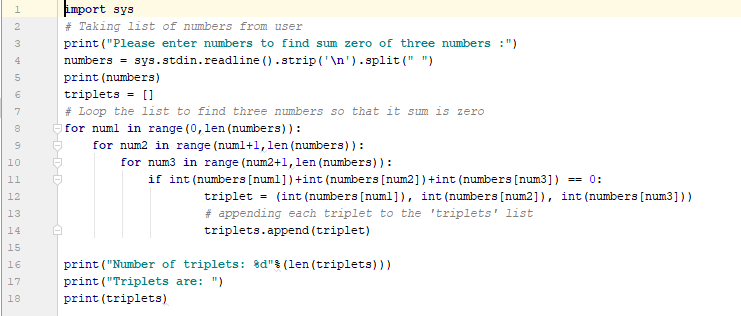 1 import sys
2 # Taking list of numbers from user
3 print("Please enter numbers to find sum zero of three numbers :")
4 numbers = sys.stdin.readline().strip('\n').split(" ")
5 print(numbers)
6 triplets = []
7 # Loop the list to find three numbers so that it sum is zero
8 for num1 in range(0,len(numbers)):
9     for num2 in range(num1+1,len(numbers)):
10         for num3 in range(num2+1,len(numbers)):
11             if int(numbers[num1])+int(numbers[num2])+int(numbers[num3]) == 0:
12                     triplet = (int(numbers[num1]), int(numbers[num2]), int(numbers[num3]))
13                     # appending each triplet to the 'triplets' list
14                     triplets.append(triplet)
15
16 print("Number of triplets: %d"%(len(triplets)))
17 print("Triplets are: ")
18 print(triplets)